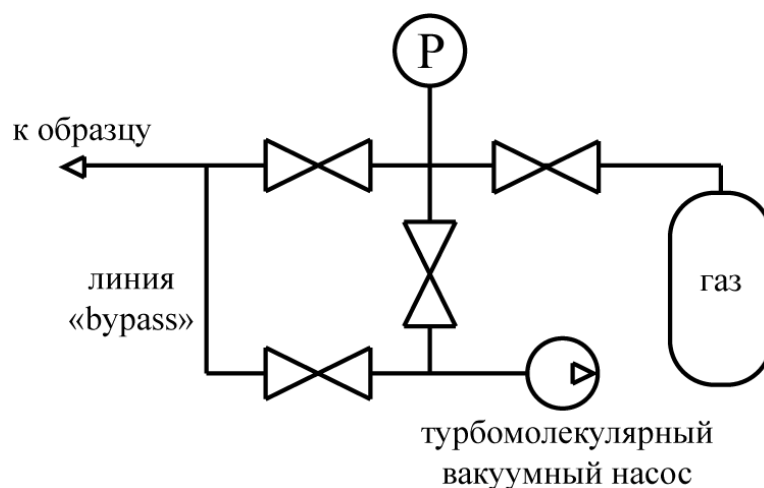 P
к образцу
линия
«bypass»
газ
турбомолекулярный
вакуумный насос